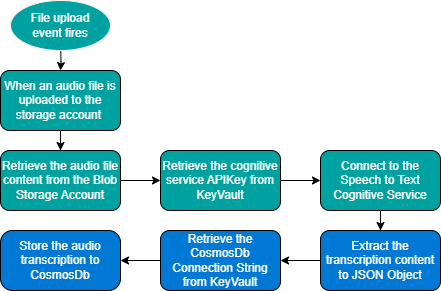 File upload
event fires
When an audio file is
uploaded to the
storage account
Retrieve the audio file
content from the Blob
Storage Account
Retrieve the cognitive
service APIKey from
KeyVault
Connect to the
Speech to Text
Cognitive Service
Extract the
transcription content
to JSON Object
Retrieve the
CosmosDb
Connection String
from KeyVault
Store the audio
transcription to
CosmosDb